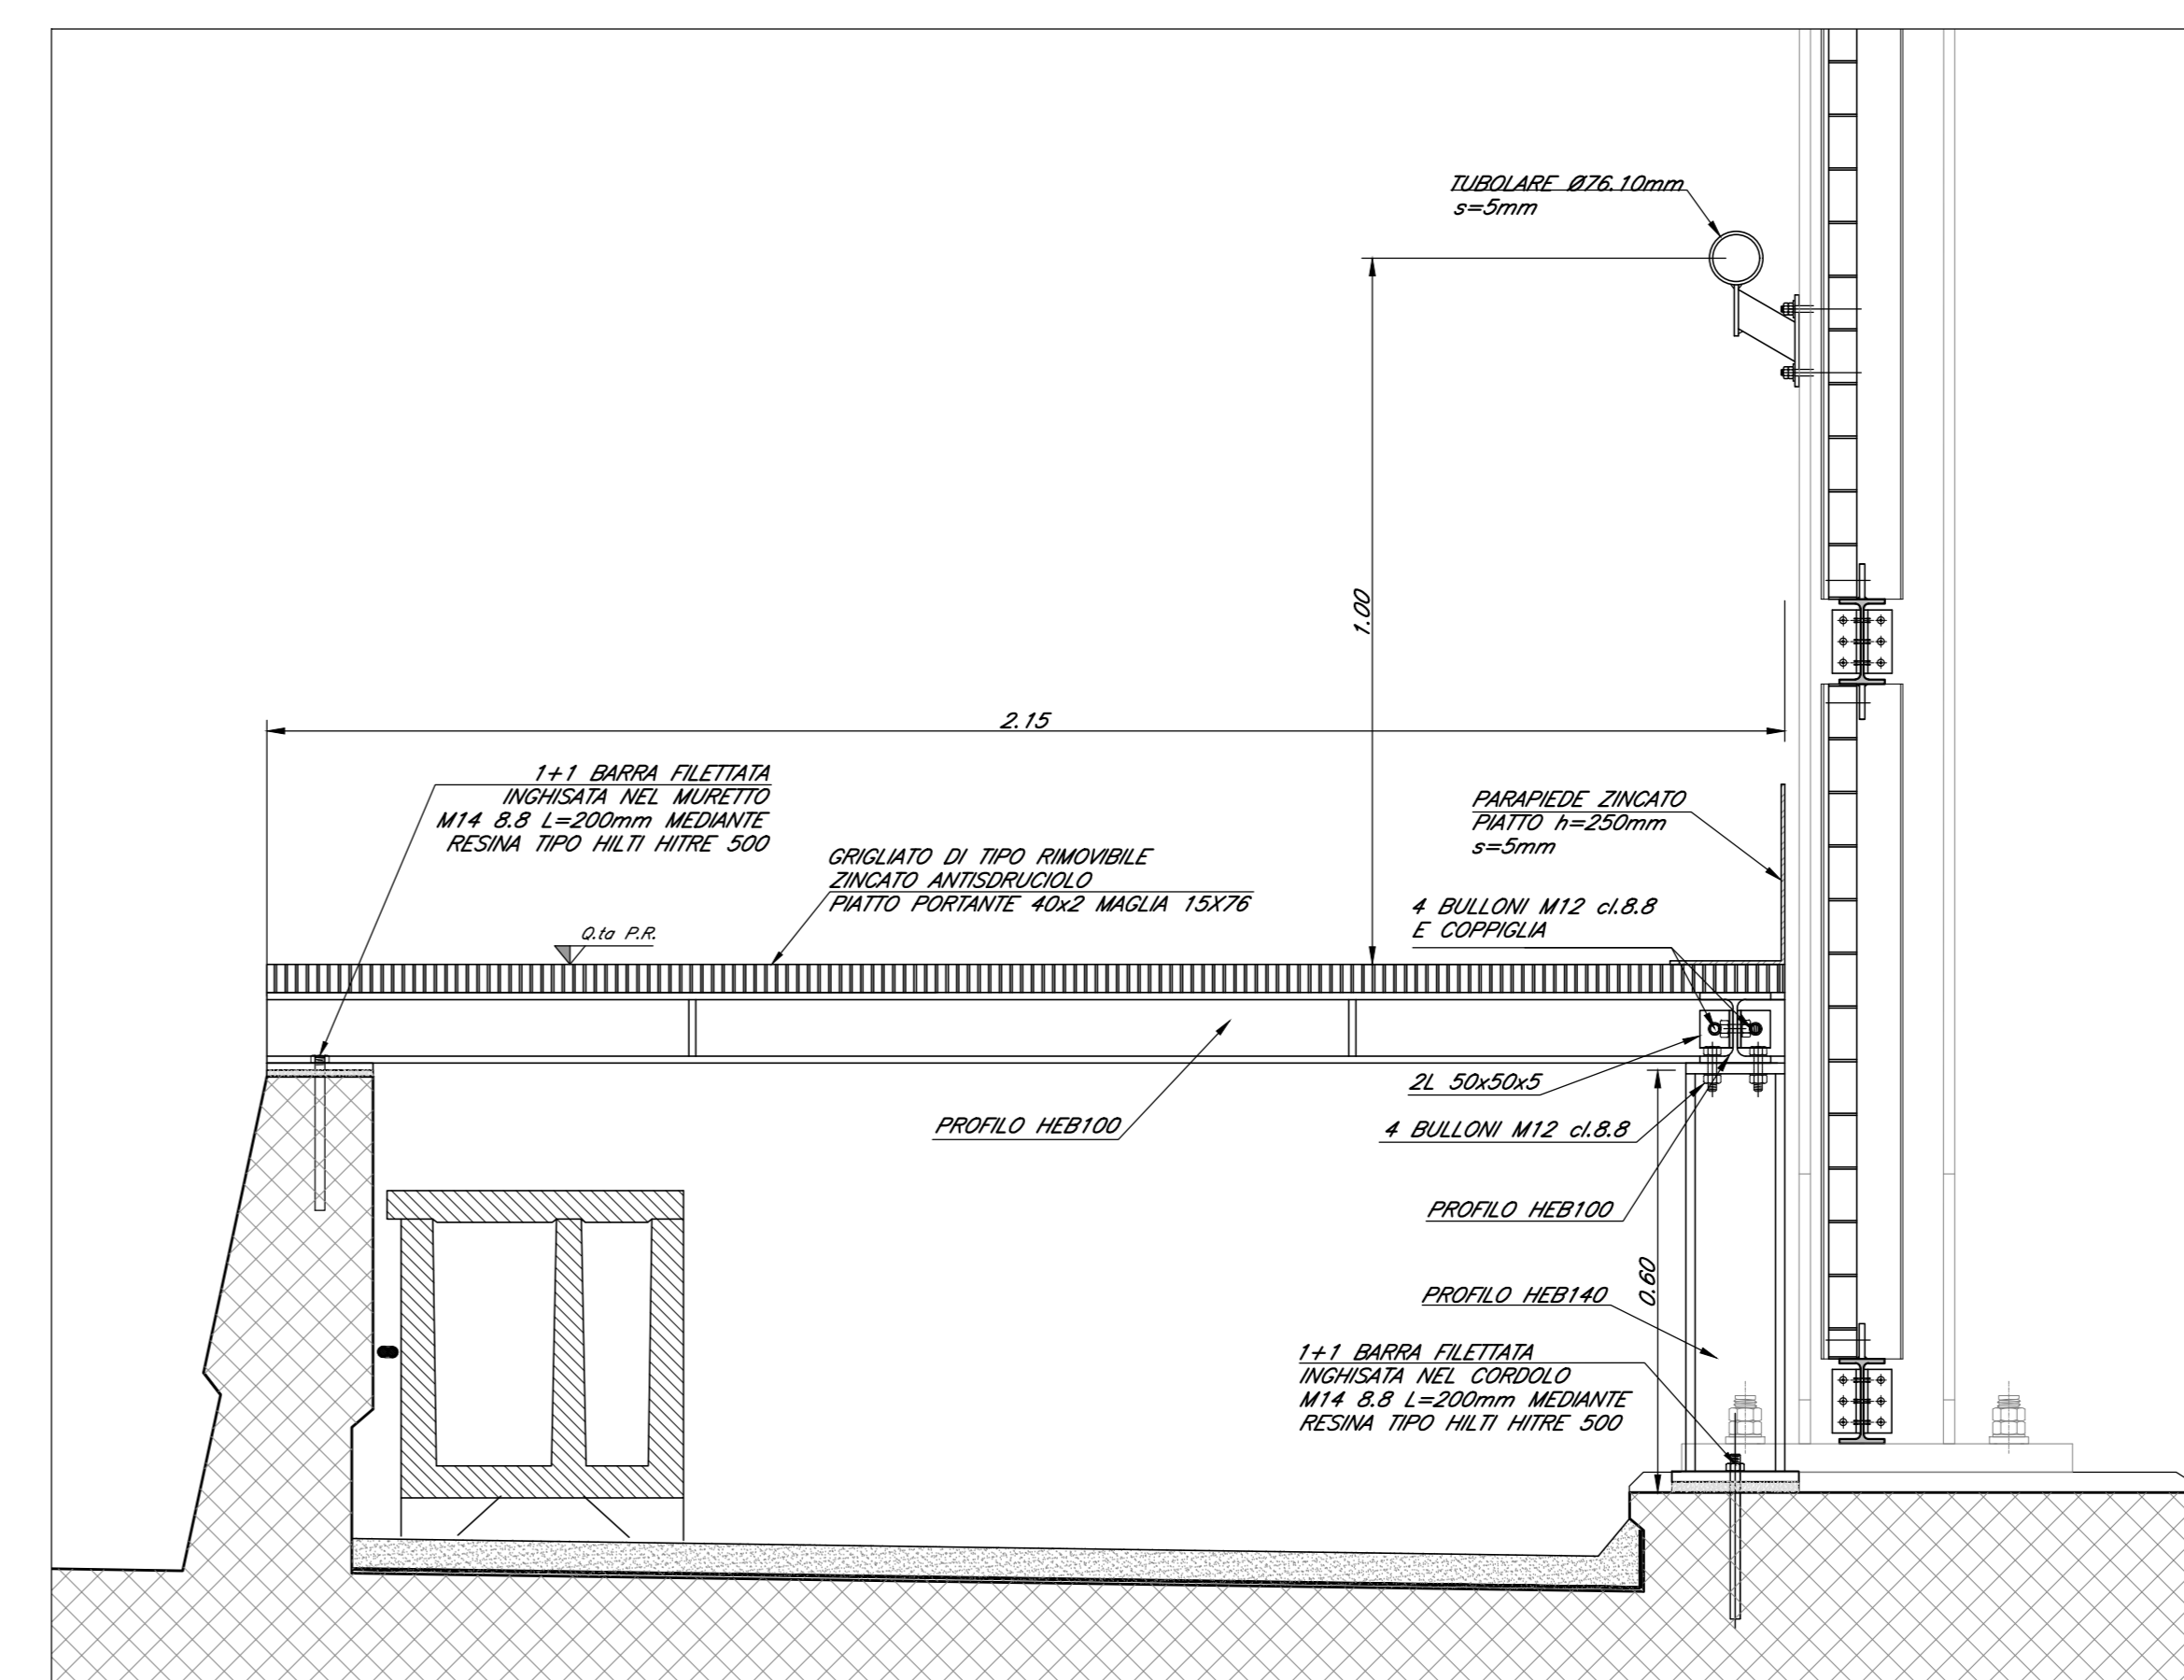 TUBOLARE Ø76.10mm
s=5mm
1.00
2.15
1+1 BARRA FILETTATA
INGHISATA NEL MURETTO
M14 8.8 L=200mm MEDIANTE
RESINA TIPO HILTI HITRE 500
GRIGLIATO DI TIPO RIMOVIBILE
ZINCATO ANTISDRUCIOLO
PIATTO PORTANTE 40x2 MAGLIA 15X76
PARAPIEDE ZINCATO
PIATTO h=250mm
s=5mm
4 BULLONI M12 cl.8.8
E COPPIGLIA
Q.ta P.R.
2L 50x50x5
PROFILO HEB100
4 BULLONI M12 cl.8.8
PROFILO HEB100
0.60
PROFILO HEB140
1+1 BARRA FILETTATA
INGHISATA NEL CORDOLO
M14 8.8 L=200mm MEDIANTE
RESINA TIPO HILTI HITRE 500